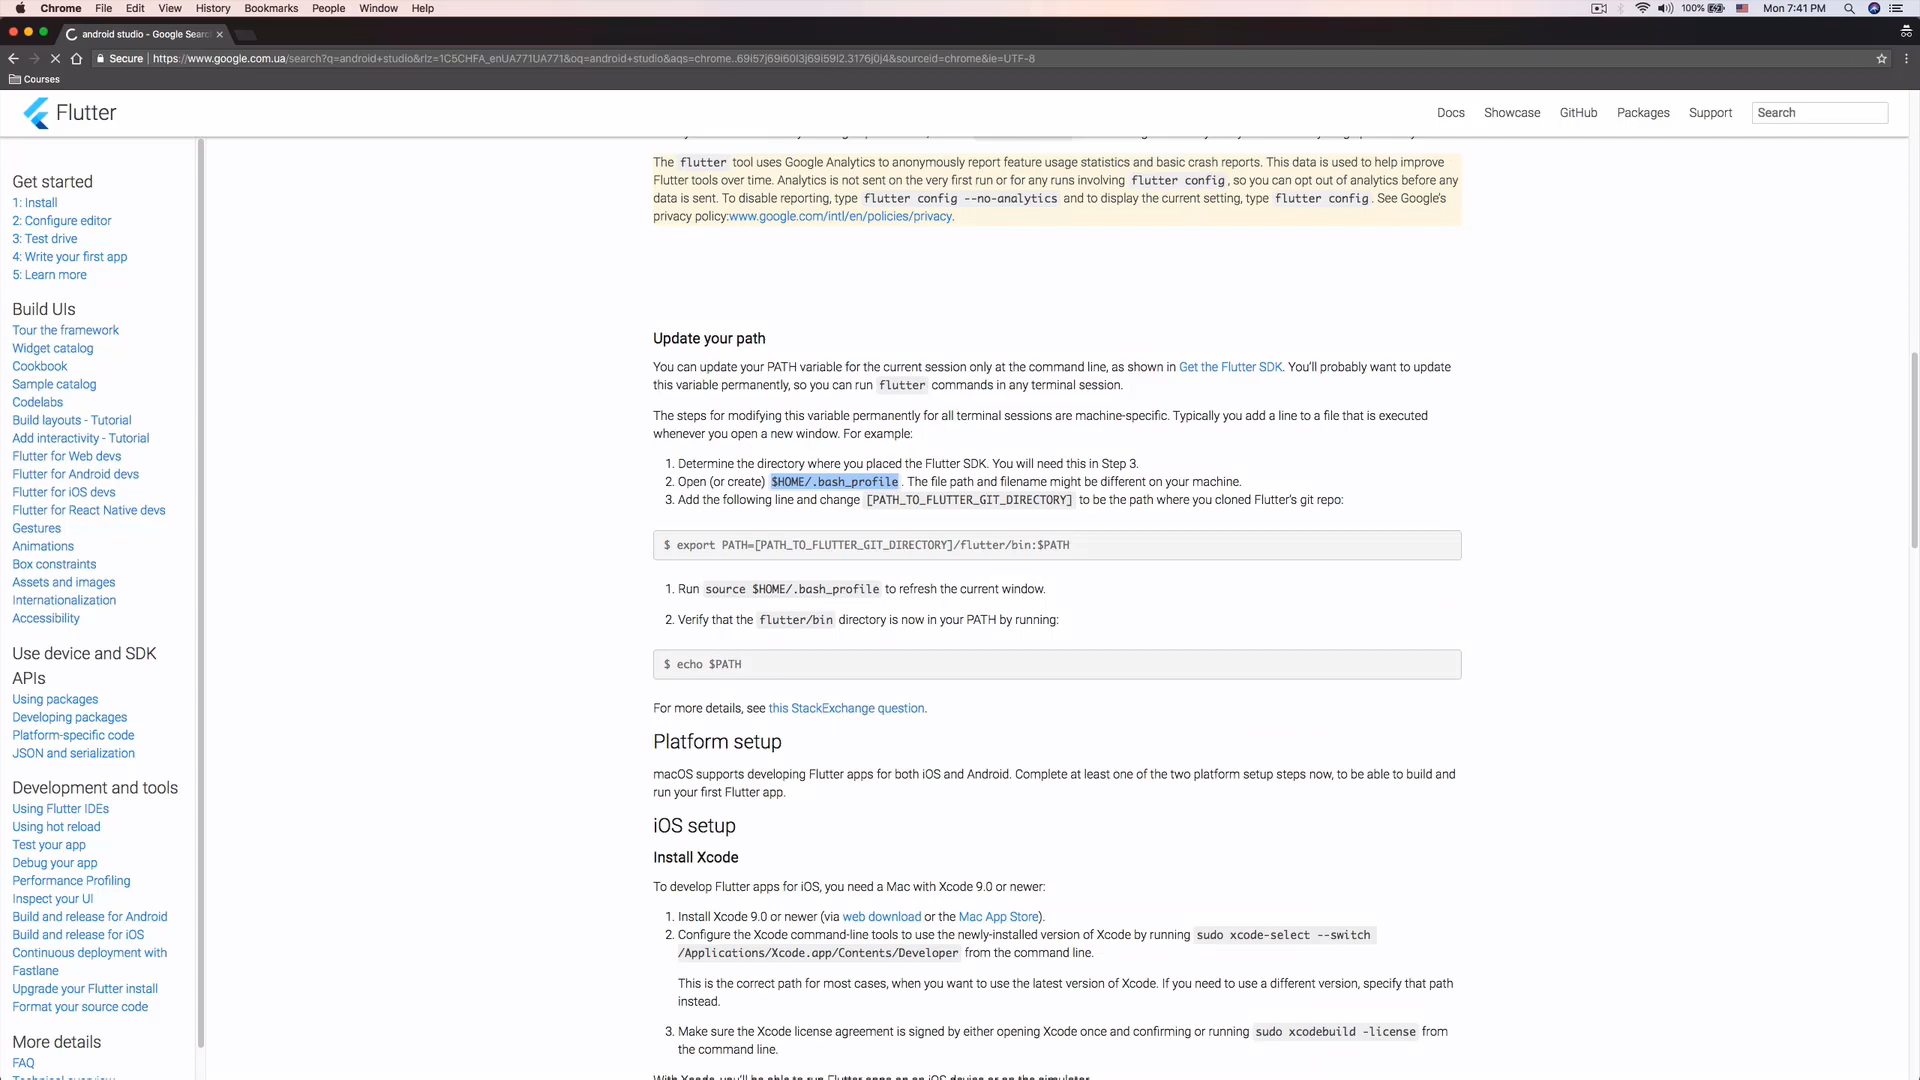 Chrome File Edit View History Bookmarks People Window Help 100% Mon 7:41 PM
android studio - Google Searc
Secure https://www.google.com.ua/search?q=android+studio&rlz=1C5CHFA_enUA771UA771&oq=android+studio&aqs=chrome..69i57j69i60l3j69i59l2.3176j0j4&sourceid=chrome&ie=UTF-8
Courses
Flutter Docs Showcase GitHub Packages Support Search
Get started
1: Install
2: Configure editor
3: Test drive
4: Write your first app
5: Learn more
Build UIs
Tour the framework
Widget catalog
Cookbook
Sample catalog
Codelabs
Build layouts - Tutorial
Add interactivity - Tutorial
Flutter for Web devs
Flutter for Android devs
Flutter for iOS devs
Flutter for React Native devs
Gestures
Animations
Box constraints
Assets and images
Internationalization
Accessibility
Use device and SDK
APIs
Using packages
Developing packages
Platform-specific code
JSON and serialization
Development and tools
Using Flutter IDEs
Using hot reload
Test your app
Debug your app
Performance Profiling
Inspect your UI
Build and release for Android
Build and release for iOS
Continuous deployment with
Fastlane
Upgrade your Flutter install
Format your source code
More details
FAQ
The flutter tool uses Google Analytics to anonymously report feature usage statistics and basic crash reports. This data is used to help improve
Flutter tools over time. Analytics is not sent on the very first run or for any runs involving flutter config, so you can opt out of analytics before any
data is sent. To disable reporting, type flutter config --no-analytics and to display the current setting, type flutter config. See Google's
privacy policy:www.google.com/intl/en/policies/privacy.
Update your path
You can update your PATH variable for the current session only at the command line, as shown in Get the Flutter SDK. You'll probably want to update
this variable permanently, so you can run flutter commands in any terminal session.
The steps for modifying this variable permanently for all terminal sessions are machine-specific. Typically you add a line to a file that is executed
whenever you open a new window. For example:
1. Determine the directory where you placed the Flutter SDK. You will need this in Step 3.
2. Open (or create) $HOME/.bash_profile. The file path and filename might be different on your machine.
3. Add the following line and change [PATH_TO_FLUTTER_GIT_DIRECTORY] to be the path where you cloned Flutter's git repo:
$ export PATH=[PATH_TO_FLUTTER_GIT_DIRECTORY]/flutter/bin:$PATH
1. Run source $HOME/.bash_profile to refresh the current window.
2. Verify that the flutter/bin directory is now in your PATH by running:
$ echo $PATH
For more details, see this StackExchange question.
Platform setup
macOS supports developing Flutter apps for both iOS and Android. Complete at least one of the two platform setup steps now, to be able to build and
run your first Flutter app.
iOS setup
Install Xcode
To develop Flutter apps for iOS, you need a Mac with Xcode 9.0 or newer:
1. Install Xcode 9.0 or newer (via web download or the Mac App Store).
2. Configure the Xcode command-line tools to use the newly-installed version of Xcode by running sudo xcode-select --switch
/Applications/Xcode.app/Contents/Developer from the command line.
This is the correct path for most cases, when you want to use the latest version of Xcode. If you need to use a different version, specify that path
instead.
3. Make sure the Xcode license agreement is signed by either opening Xcode once and confirming or running sudo xcodebuild -license from
the command line.